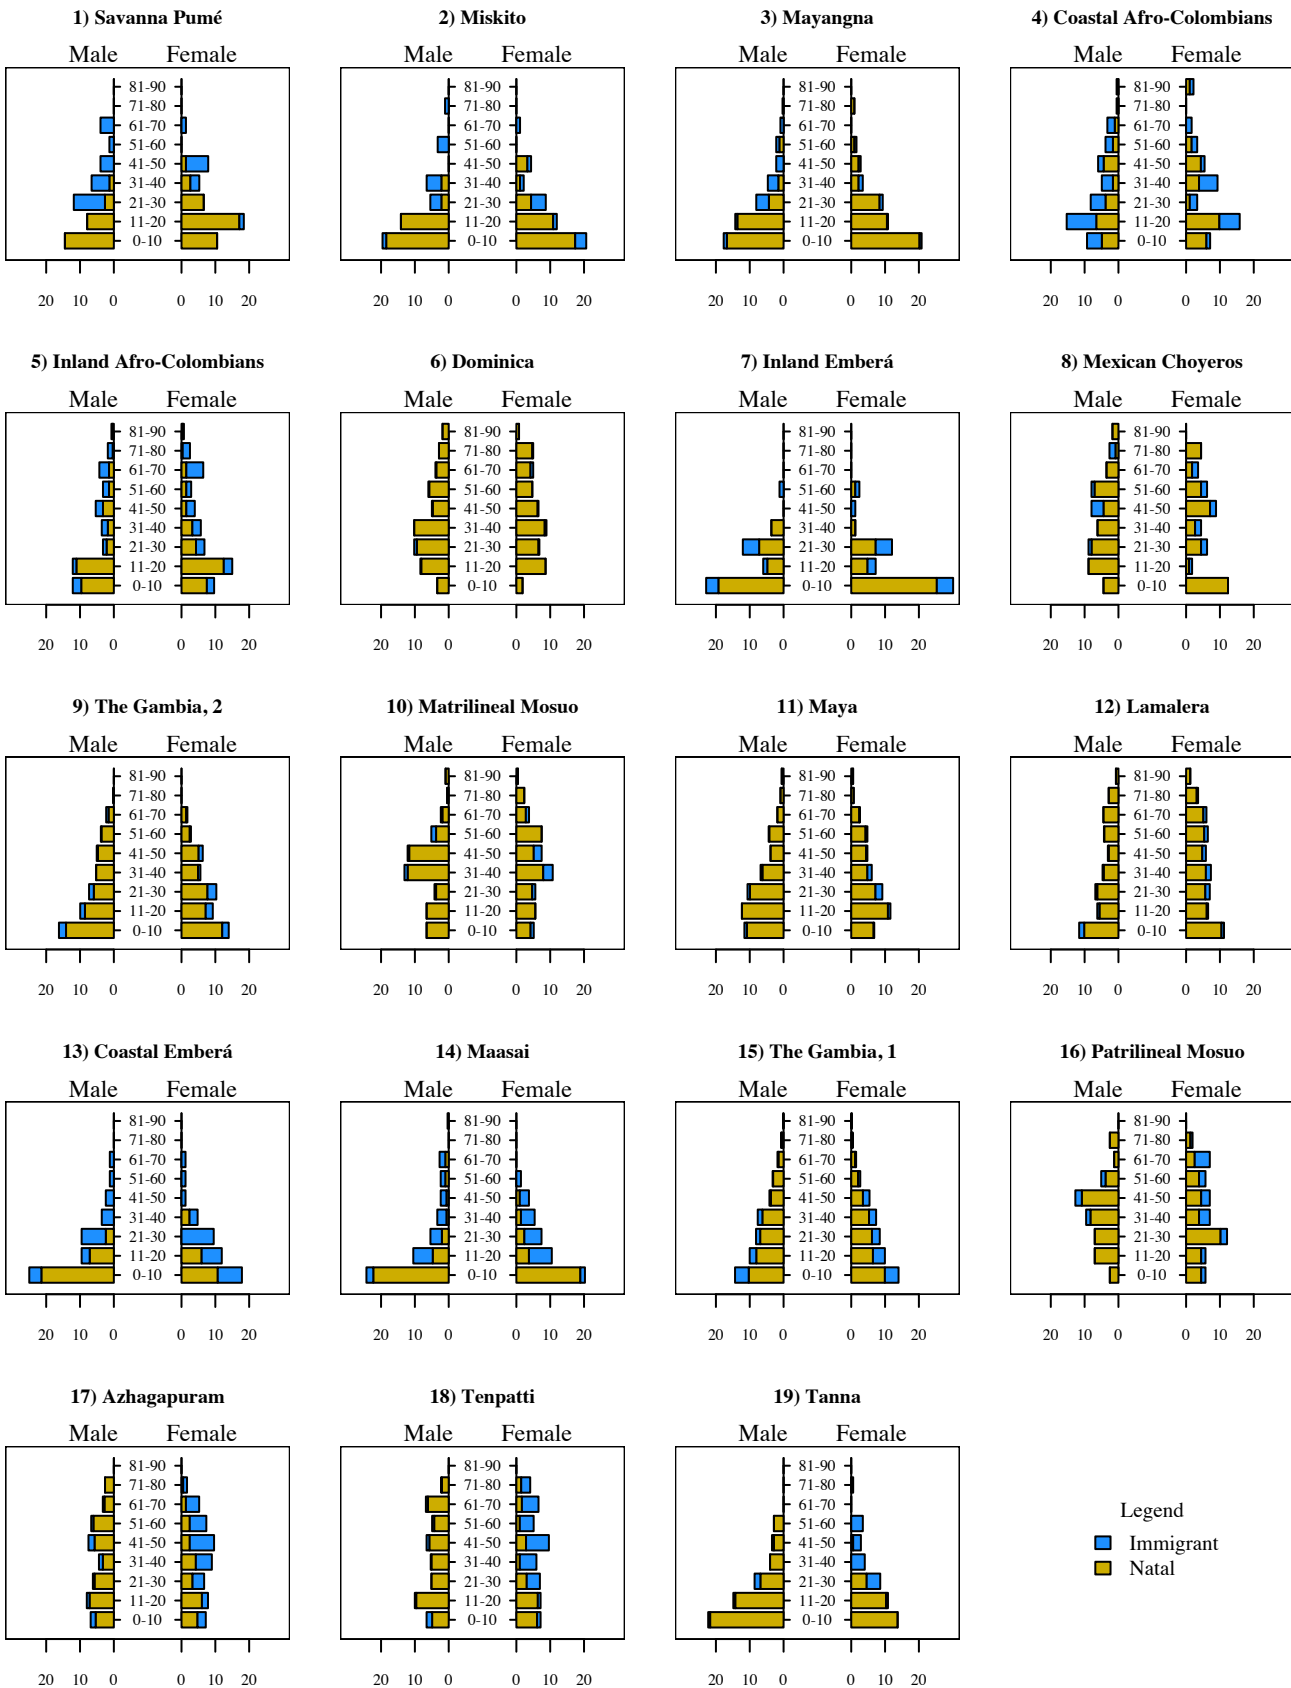 1) Savanna Pumé
Male Female
81-90
71-80
61-70
51-60
41-50
31-40
21-30
11-20
0-10
20 10 0 0 10 20
2) Miskito
Male Female
81-90
71-80
61-70
51-60
41-50
31-40
21-30
11-20
0-10
20 10 0 0 10 20
3) Mayangna
Male Female
81-90
71-80
61-70
51-60
41-50
31-40
21-30
11-20
0-10
20 10 0 0 10 20
4) Coastal Afro-Colombians
Male Female
81-90
71-80
61-70
51-60
41-50
31-40
21-30
11-20
0-10
20 10 0 0 10 20
5) Inland Afro-Colombians
Male Female
81-90
71-80
61-70
51-60
41-50
31-40
21-30
11-20
0-10
20 10 0 0 10 20
6) Dominica
Male Female
81-90
71-80
61-70
51-60
41-50
31-40
21-30
11-20
0-10
20 10 0 0 10 20
7) Inland Emberá
Male Female
81-90
71-80
61-70
51-60
41-50
31-40
21-30
11-20
0-10
20 10 0 0 10 20
8) Mexican Choyeros
Male Female
81-90
71-80
61-70
51-60
41-50
31-40
21-30
11-20
0-10
20 10 0 0 10 20
9) The Gambia, 2
Male Female
81-90
71-80
61-70
51-60
41-50
31-40
21-30
11-20
0-10
20 10 0 0 10 20
10) Matrilineal Mosuo
Male Female
81-90
71-80
61-70
51-60
41-50
31-40
21-30
11-20
0-10
20 10 0 0 10 20
11) Maya
Male Female
81-90
71-80
61-70
51-60
41-50
31-40
21-30
11-20
0-10
20 10 0 0 10 20
12) Lamalera
Male Female
81-90
71-80
61-70
51-60
41-50
31-40
21-30
11-20
0-10
20 10 0 0 10 20
13) Coastal Emberá
Male Female
81-90
71-80
61-70
51-60
41-50
31-40
21-30
11-20
0-10
20 10 0 0 10 20
14) Maasai
Male Female
81-90
71-80
61-70
51-60
41-50
31-40
21-30
11-20
0-10
20 10 0 0 10 20
15) The Gambia, 1
Male Female
81-90
71-80
61-70
51-60
41-50
31-40
21-30
11-20
0-10
20 10 0 0 10 20
16) Patrilineal Mosuo
Male Female
81-90
71-80
61-70
51-60
41-50
31-40
21-30
11-20
0-10
20 10 0 0 10 20
17) Azhagapuram
Male Female
81-90
71-80
61-70
51-60
41-50
31-40
21-30
11-20
0-10
20 10 0 0 10 20
18) Tenpatti
Male Female
81-90
71-80
61-70
51-60
41-50
31-40
21-30
11-20
0-10
20 10 0 0 10 20
19) Tanna
Male Female
81-90
71-80
61-70
51-60
41-50
31-40
21-30
11-20
0-10
20 10 0 0 10 20
Legend
Immigrant
Natal